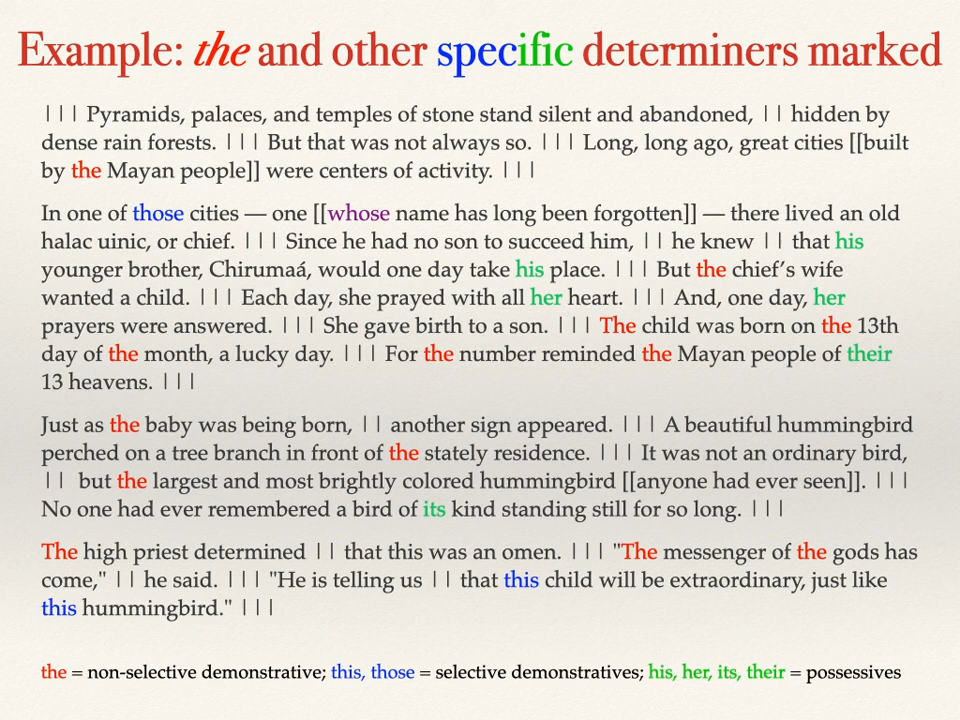 Example: the and other specific determiners marked
||| Pyramids, palaces, and temples of stone stand silent and abandoned, || hidden by
dense rain forests. ||| But that was not always so. ||| Long, long ago, great cities [[built
by the Mayan people]] were centers of activity. |||
In one of those cities — one [[whose name has long been forgotten]] — there lived an old
halac uinic, or chief. ||| Since he had no son to succeed him, || he knew || that his
younger brother, Chirumaá, would one day take his place. ||| But the chief’s wife
wanted a child. ||| Each day, she prayed with all her heart. ||| And, one day, her
prayers were answered. ||| She gave birth to a son. ||| The child was born on the 13th
day of the month, a lucky day. ||| For the number reminded the Mayan people of their
13 heavens. |||
Just as the baby was being born, || another sign appeared. ||| A beautiful hummingbird
perched on a tree branch in front of the stately residence. ||| It was not an ordinary bird,
|| but the largest and most brightly colored hummingbird [[anyone had ever seen]]. |||
No one had ever remembered a bird of its kind standing still for so long. |||
The high priest determined || that this was an omen. ||| "The messenger of the gods has
come," || he said. ||| "He is telling us || that this child will be extraordinary, just like
this hummingbird." |||
the = non-selective demonstrative; this, those = selective demonstratives; his, her, its, their = possessives